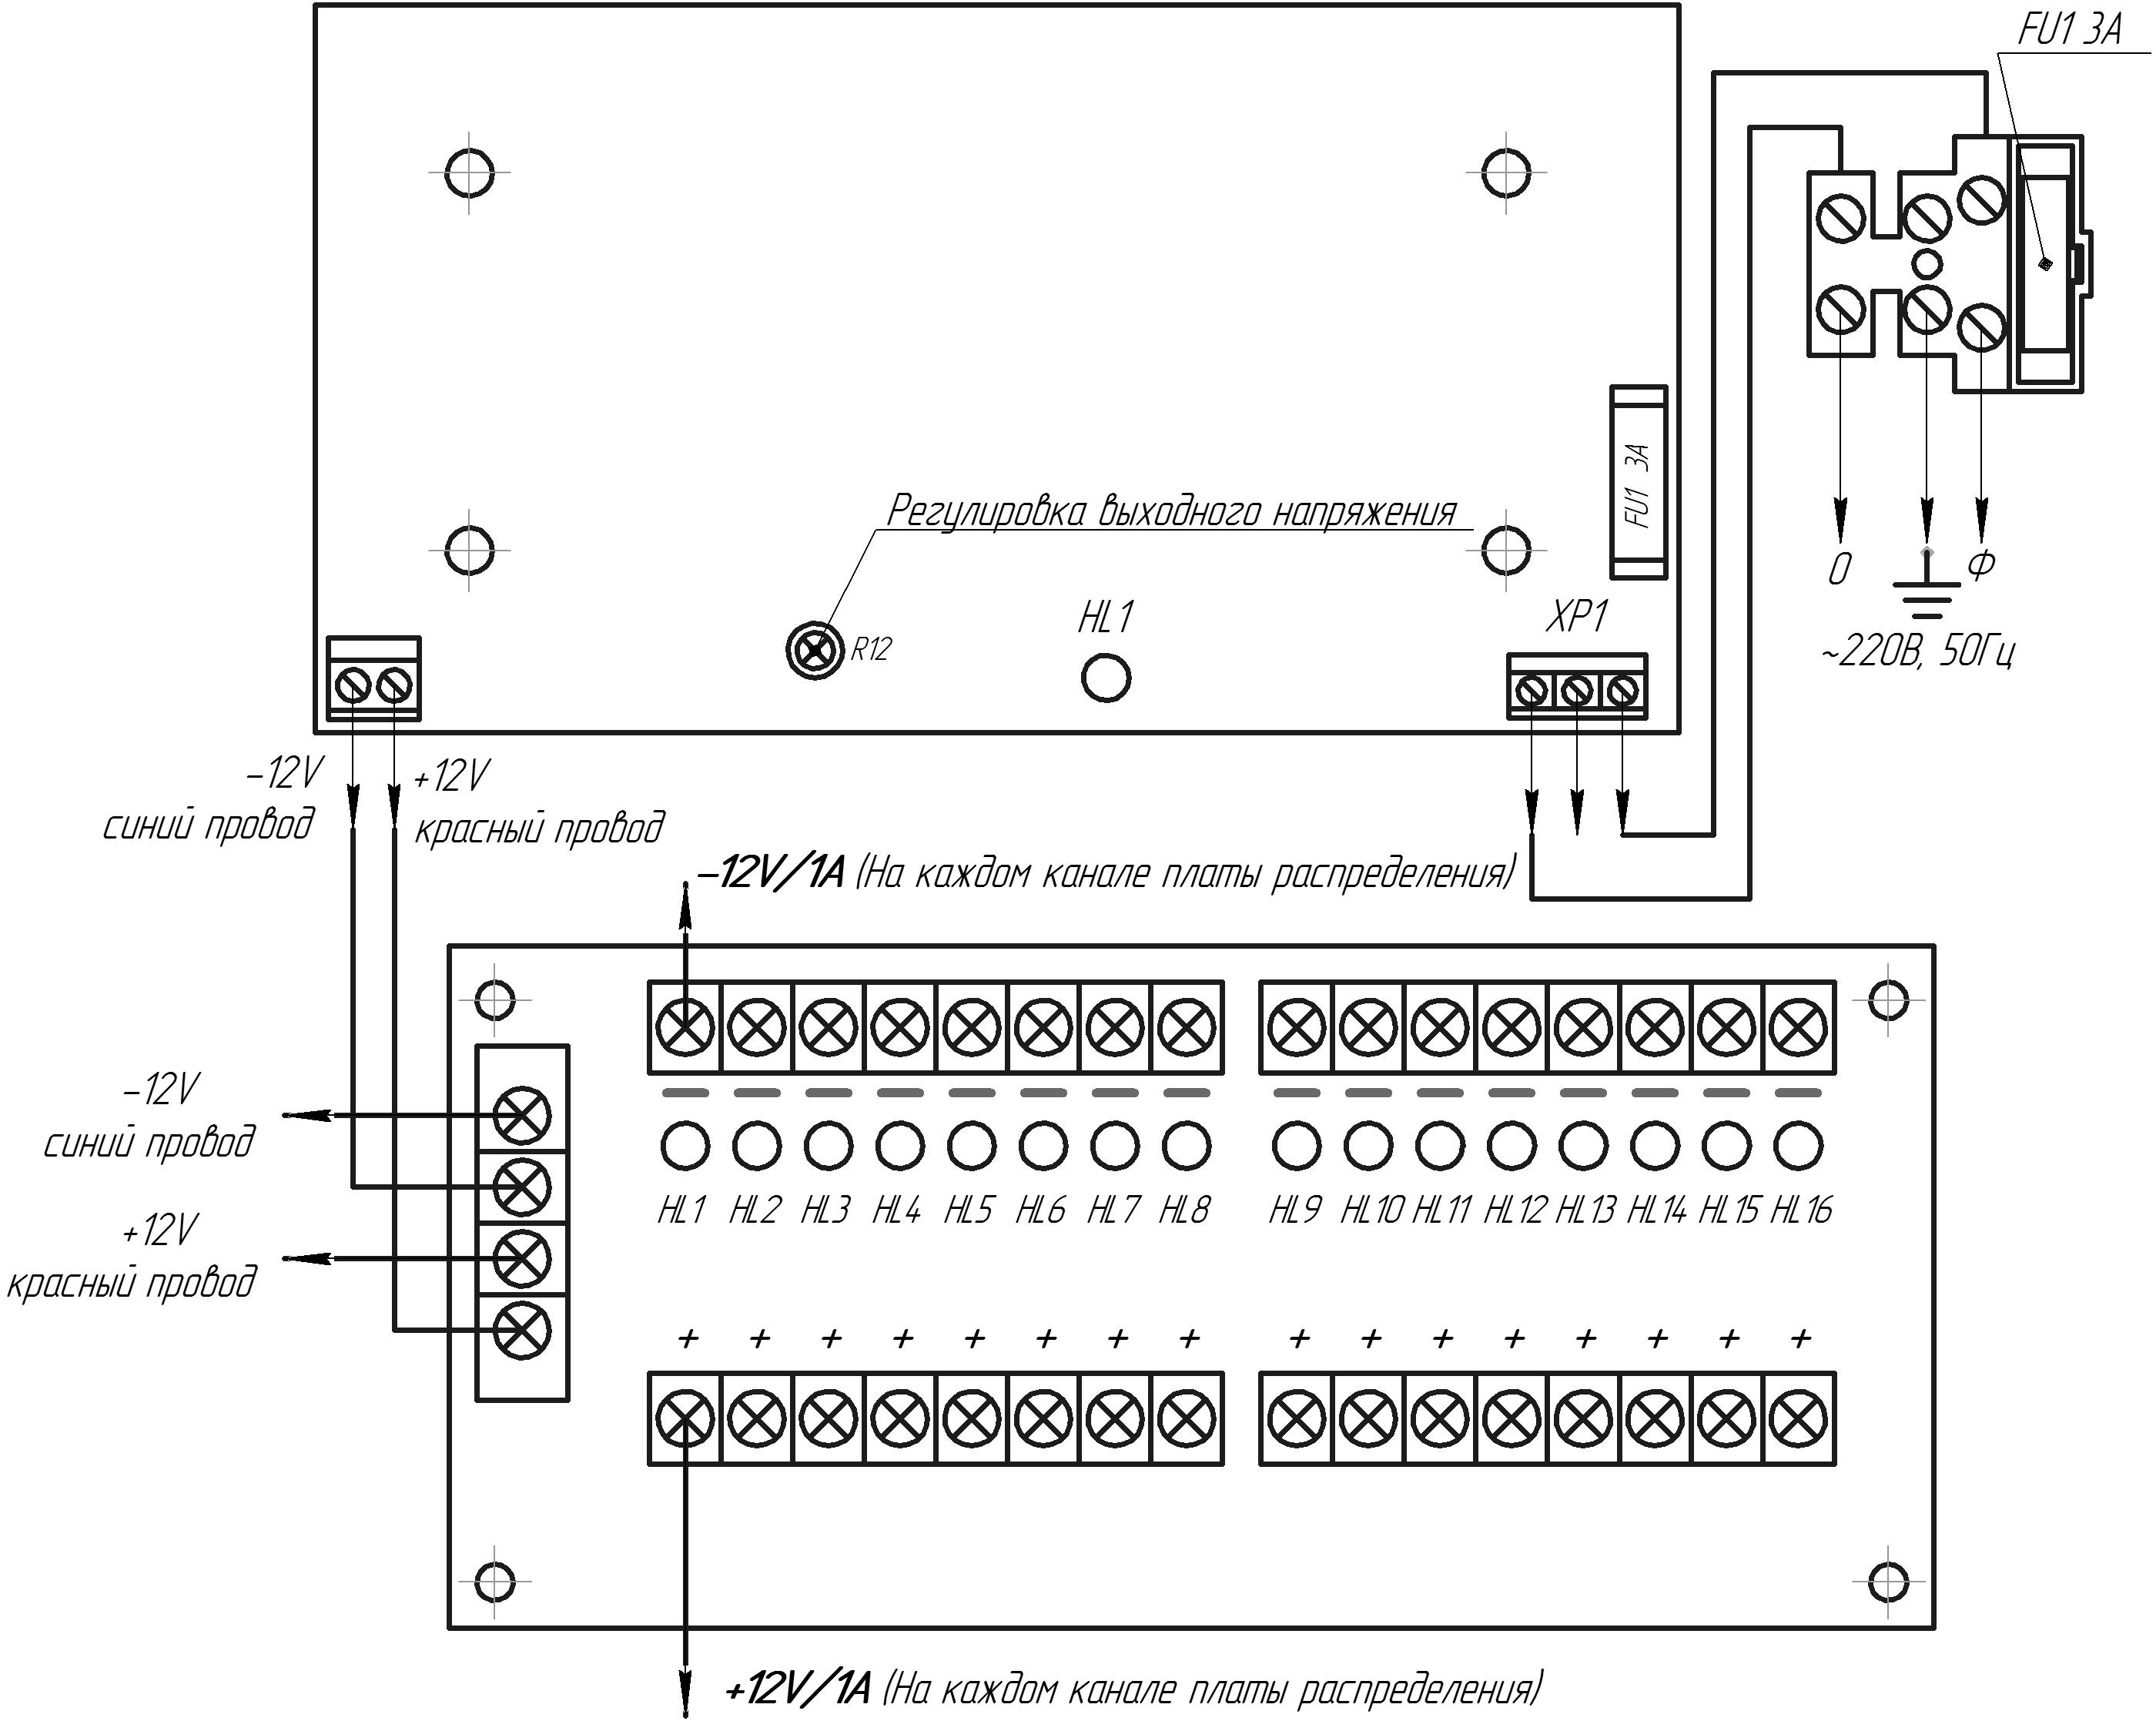 FU1 3A
FU1 3A
Регулировка выходного напряжения
R12
HL1
XP1
0
Ф
~220В, 50Гц
-12V
синий провод
+12V
красный провод
-12V/1A (На каждом канале платы распределения)
-12V
синий провод
+12V
красный провод
HL1 HL2 HL3 HL4 HL5 HL6 HL7 HL8 HL9 HL10 HL11 HL12 HL13 HL14 HL15 HL16
+ + + + + + + + + + + + + + + +
+12V/1A (На каждом канале платы распределения)